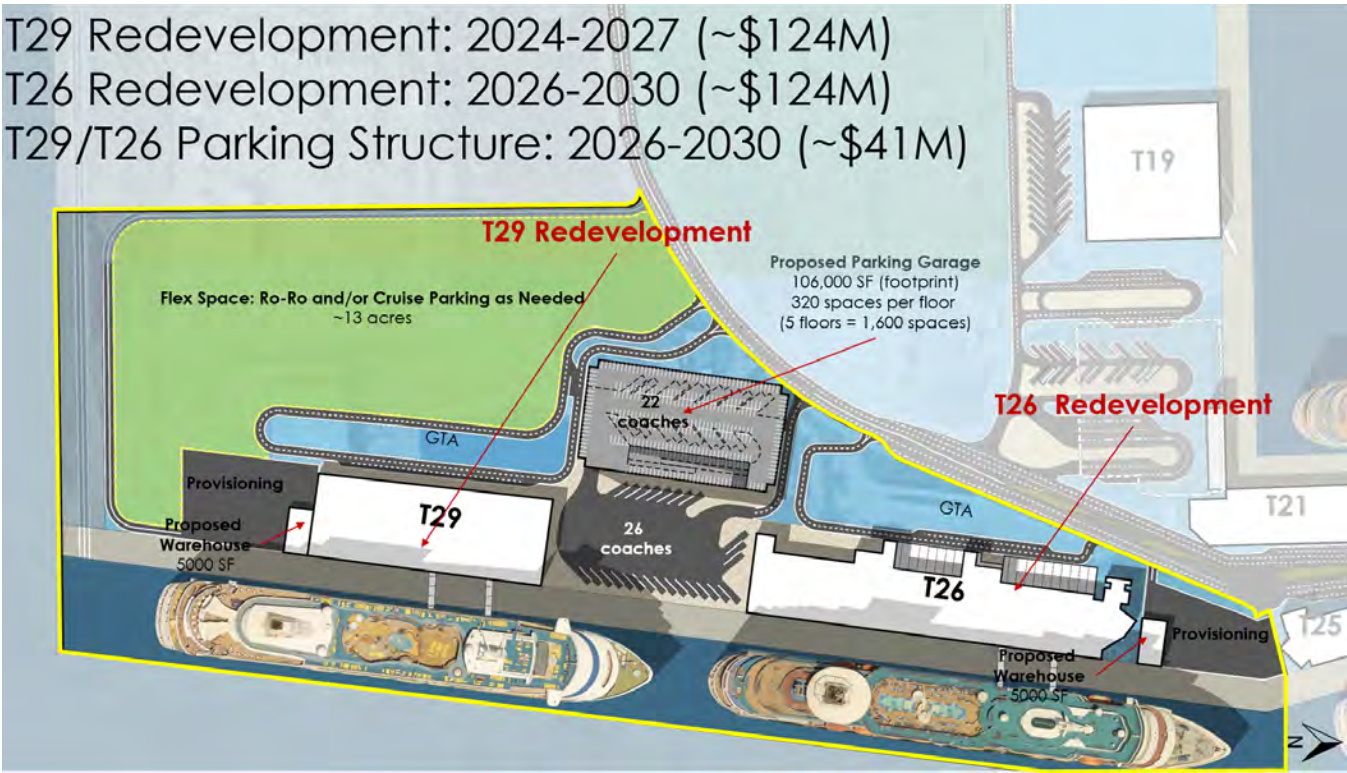 T29 Redevelopment: 2024-2027 (~$124M)
T26 Redevelopment: 2026-2030 (~$124M)
T29/T26 Parking Structure: 2026-2030 (~$41M)
T19
T29 Redevelopment
Proposed Parking Garage
106,000 SF (footprint)
320 spaces per floor
(5 floors = 1,600 spaces)
Flex Space: Ro-Ro and/or Cruise Parking as Needed
~13 acres
22
coaches
T26 Redevelopment
GTA
Provisioning
T29
Proposed
Warehouse
5000 SF
26
coaches
GTA
T21
T26
Provisioning
T25
Proposed
Warehouse
5000 SF
N